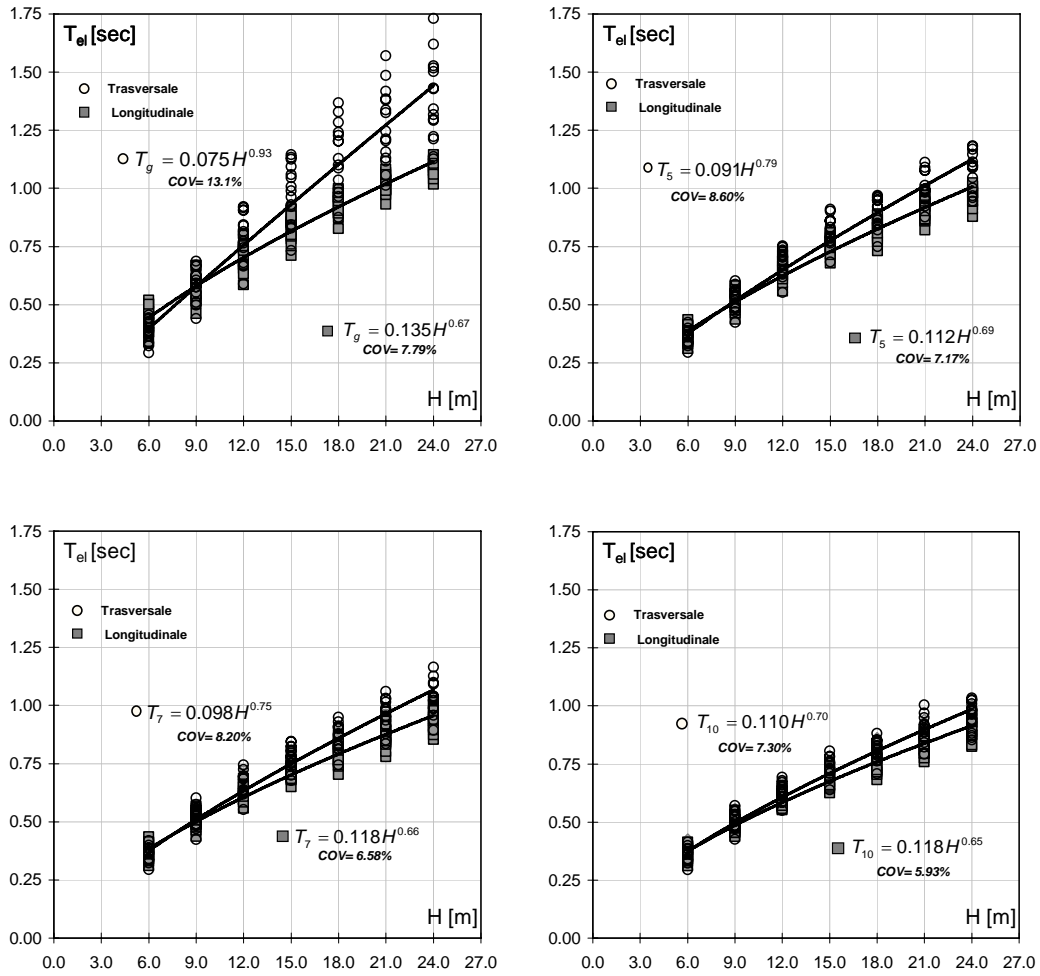 T_el [sec]
1.75
1.50
1.25
1.00
0.75
0.50
0.25
0.00
Trasversale
Longitudinale
T_g = 0.075H^0.93
COV= 13.1%
T_g = 0.135H^0.67
COV= 7.79%
H [m]
0.0 3.0 6.0 9.0 12.0 15.0 18.0 21.0 24.0 27.0
T_el [sec]
1.75
1.50
1.25
1.00
0.75
0.50
0.25
0.00
Trasversale
Longitudinale
T_5 = 0.091H^0.79
COV= 8.60%
T_5 = 0.112H^0.69
COV= 7.17%
H [m]
0.0 3.0 6.0 9.0 12.0 15.0 18.0 21.0 24.0 27.0
T_el [sec]
1.75
1.50
1.25
1.00
0.75
0.50
0.25
0.00
Trasversale
Longitudinale
T_7 = 0.098H^0.75
COV= 8.20%
T_7 = 0.118H^0.66
COV= 6.58%
H [m]
0.0 3.0 6.0 9.0 12.0 15.0 18.0 21.0 24.0 27.0
T_el [sec]
1.75
1.50
1.25
1.00
0.75
0.50
0.25
0.00
Trasversale
Longitudinale
T_10 = 0.110H^0.70
COV= 7.30%
T_10 = 0.118H^0.65
COV= 5.93%
H [m]
0.0 3.0 6.0 9.0 12.0 15.0 18.0 21.0 24.0 27.0